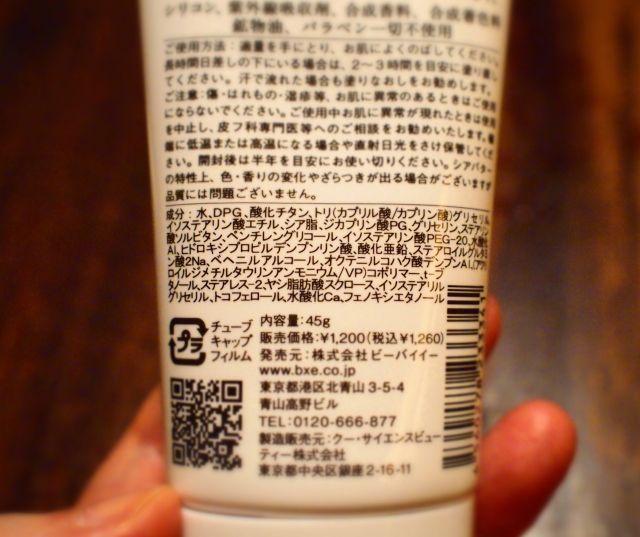 シリコン、紫外線吸収剤、合成香料、合成着色料
鉱物油、パラベン一切不使用
ご使用方法：適量を手にとり、お肌によくのばしてください。
長時間日差しの下にいる場合は、2～3時間を目安に塗り直し
てください。汗で流れた場合も塗りなおしをお勧めします。
ご注意：傷・はれもの・湿疹等、お肌に異常のあるときはご使用
にならないでください。ご使用中お肌に異常が現れたときは使用
を中止し、皮フ科専門医等へのご相談をお勧めいたします。
に低温または高温になる場所や直射日光をさけ保管してくだ
さい。開封後は半年を目安にお使い切りください。シアバター
の特性上、色・香りの変化やざらつきが出る場合がございますが
品質には問題ございません。
成分：水、DPG、酸化チタン、トリ(カプリル酸/カプリン酸)グリセリル、
イソステアリン酸エチル、シア脂、ジカプリン酸PG、グリセリン、ステアリン
酸ソルビタン、ペンチレングリコール、イソステアリン酸PEG-20、水酸化
Al、ヒドロキシプロピルデンプンリン酸、酸化亜鉛、ステアロイルグルタミ
ン酸2Na、ベヘニルアルコール、オクテニルコハク酸デンプンAl、(アクリ
ロイルジメチルタウリンアンモニウム/VP)コポリマー、t-ブ
タノール、ステアレス-2、ヤシ脂肪酸スクロース、イソステアリル
グリセリル、トコフェロール、水酸化Ca、フェノキシエタノール
プラ
チューブ
キャップ
フィルム
内容量：45g
販売価格：¥1,200(税込¥1,260)
発売元：株式会社ビーバイイー
www.bxe.co.jp
東京都港区北青山3-5-4
青山高野ビル
TEL：0120-666-877
製造販売元：クー・サイエンスビュー
ティー株式会社
東京都中央区銀座2-16-11